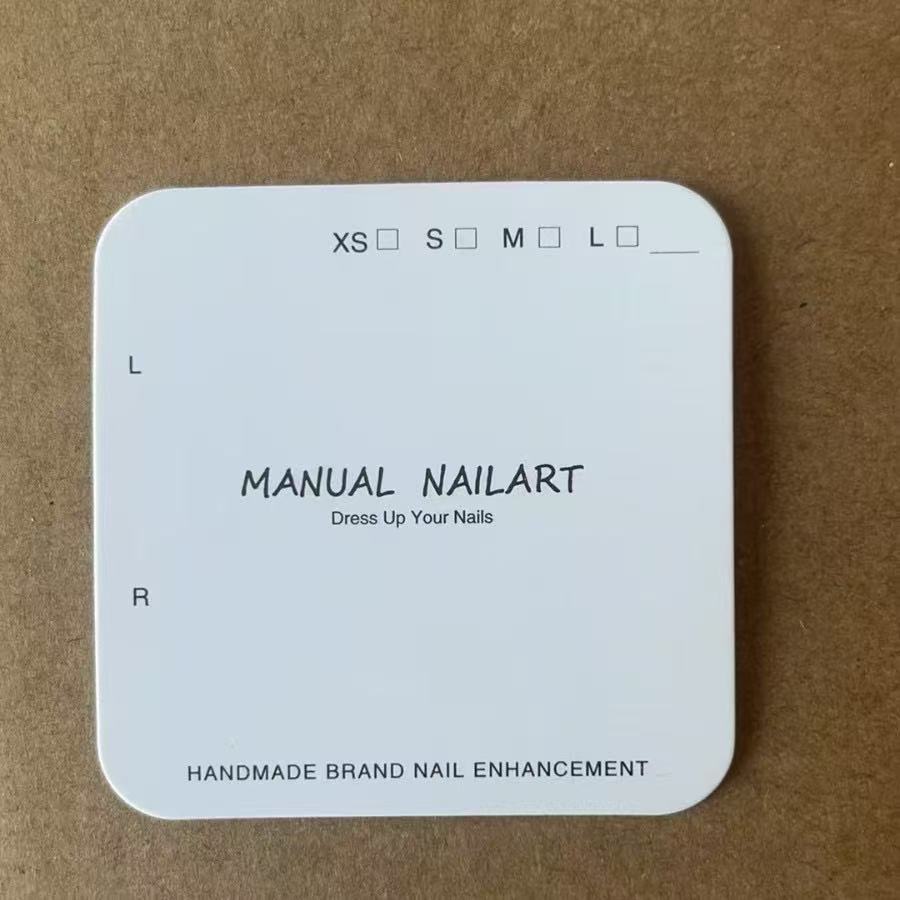 XS□ S□ M□ L□ ___
L
MANUAL NAILART
Dress Up Your Nails
R
HANDMADE BRAND NAIL ENHANCEMENT